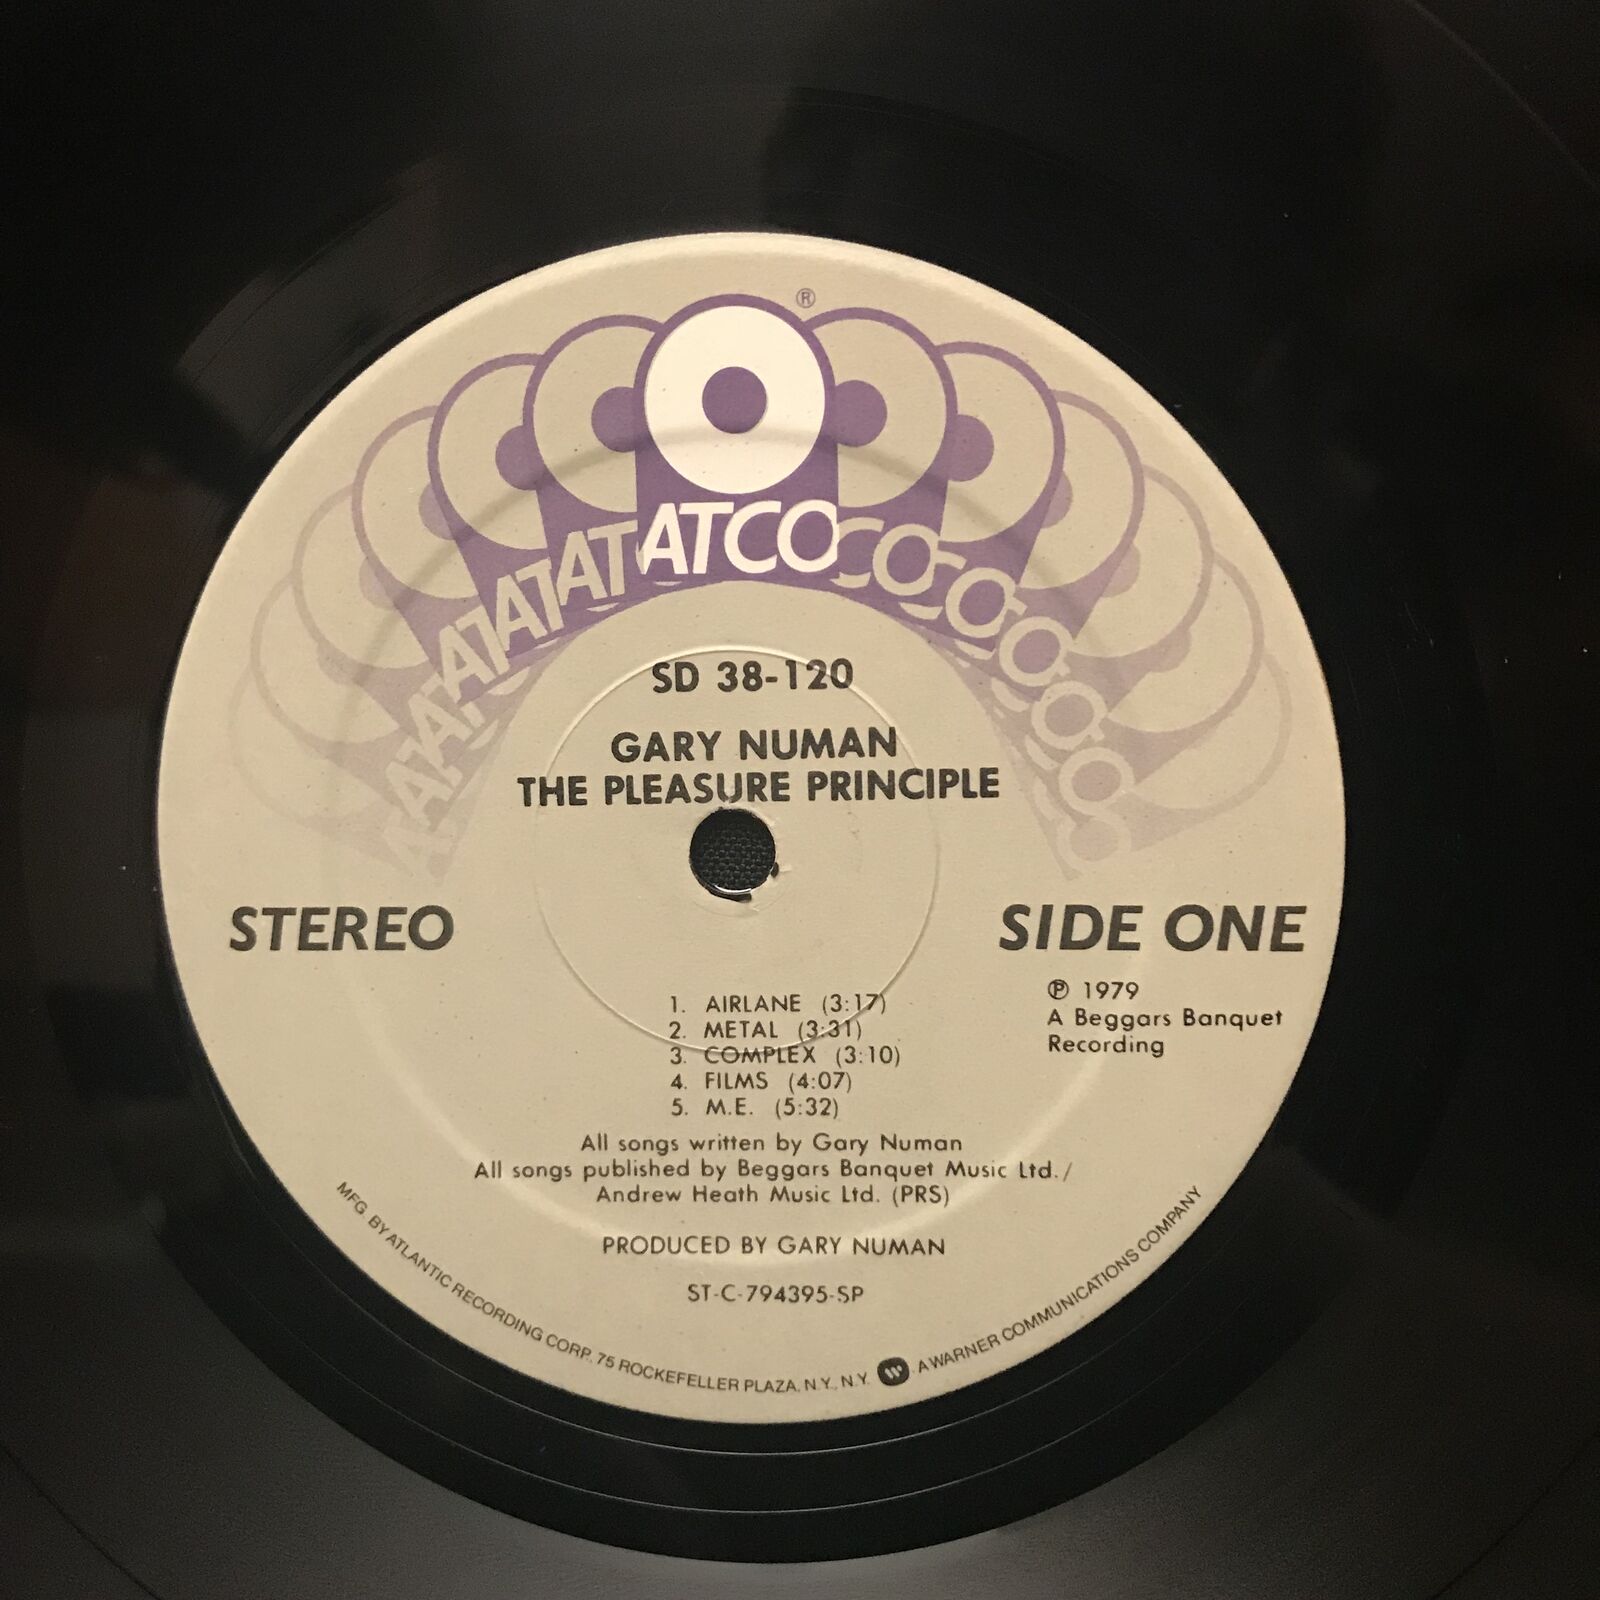 ®
ATATATATATCOCOCOCOCO
SD 38-120
GARY NUMAN
THE PLEASURE PRINCIPLE
STEREO
SIDE ONE
℗ 1979
A Beggars Banquet
Recording
1. AIRLANE (3:17)
2. METAL (3:31)
3. COMPLEX (3:10)
4. FILMS (4:07)
5. M.E. (5:32)
All songs written by Gary Numan
All songs published by Beggars Banquet Music Ltd./
Andrew Heath Music Ltd. (PRS)
PRODUCED BY GARY NUMAN
ST-C-794395-SP
MFG. BY ATLANTIC RECORDING CORP. 75 ROCKEFELLER PLAZA, N.Y., N.Y. W A WARNER COMMUNICATIONS COMPANY